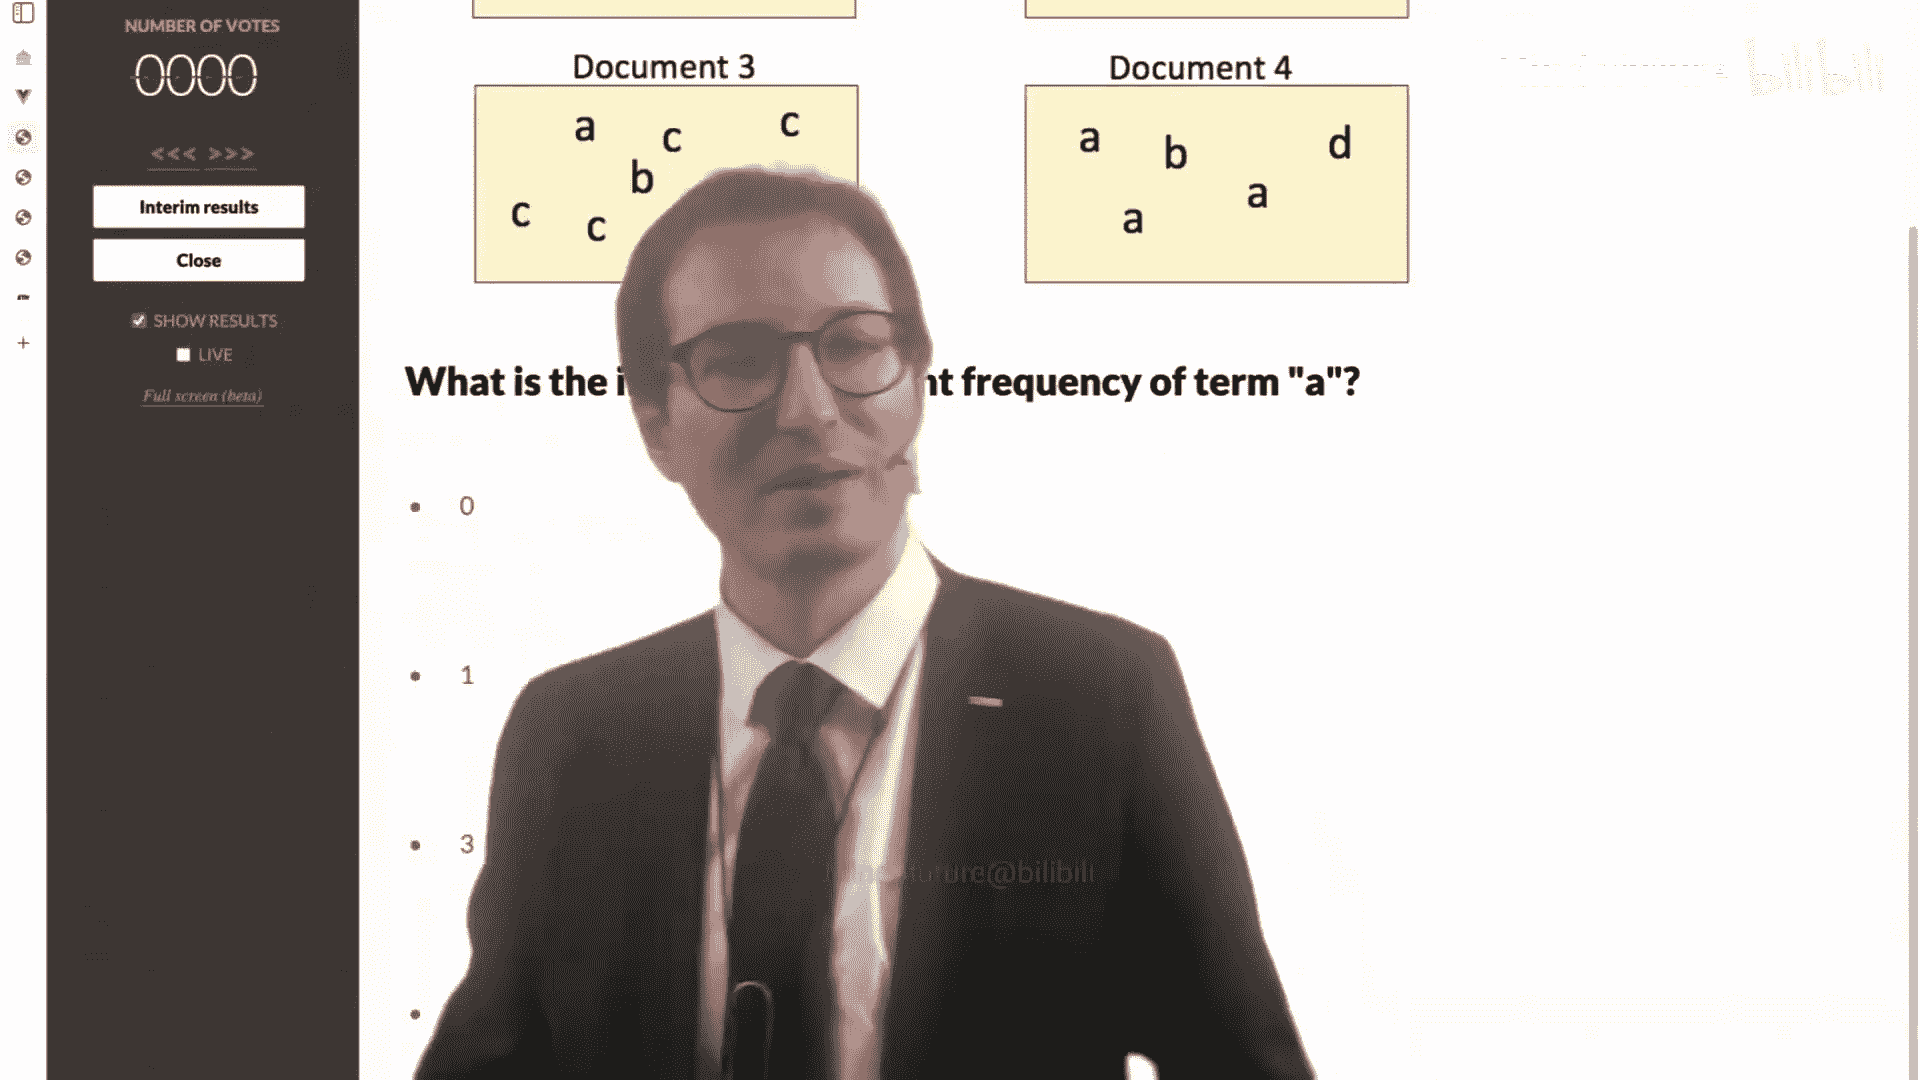 NUMBER OF VOTES
0000
<<< >>>
Interim results
Close
SHOW RESULTS
LIVE
Full screen (beta)
Document 3
a c c
b
c c
Document 4
a b d
a
a
What is the frequency of term "a"?
0
1
3
bilibili